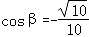 cos β = -√10/10